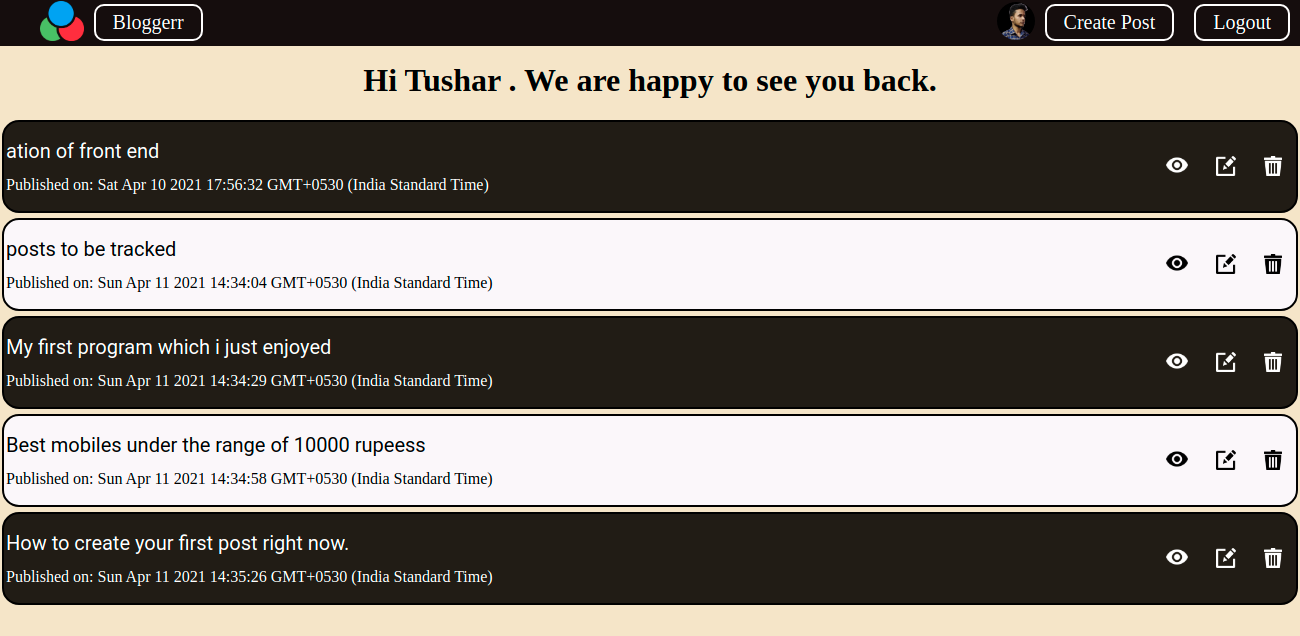 Bloggerr
Create Post
Logout
Hi Tushar . We are happy to see you back.
ation of front end
Published on: Sat Apr 10 2021 17:56:32 GMT+0530 (India Standard Time)
posts to be tracked
Published on: Sun Apr 11 2021 14:34:04 GMT+0530 (India Standard Time)
My first program which i just enjoyed
Published on: Sun Apr 11 2021 14:34:29 GMT+0530 (India Standard Time)
Best mobiles under the range of 10000 rupeess
Published on: Sun Apr 11 2021 14:34:58 GMT+0530 (India Standard Time)
How to create your first post right now.
Published on: Sun Apr 11 2021 14:35:26 GMT+0530 (India Standard Time)